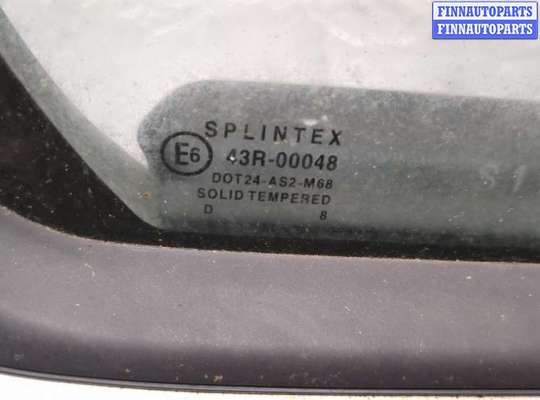 FINNAUTOPARTS
FINNAUTOPARTS
SPLINTEX
E6 43R-00048
DOT24-AS2-M68
SOLID TEMPERED
D 8